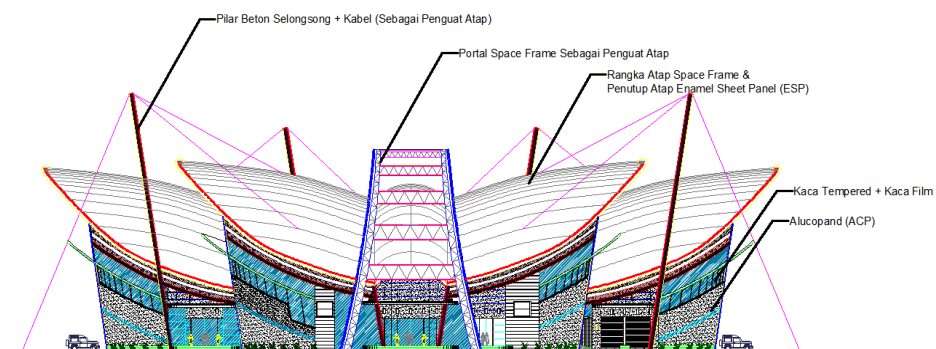 Pilar Beton Selongsong + Kabel (Sebagai Penguat Atap)
Portal Space Frame Sebagai Penguat Atap
Rangka Atap Space Frame &
Penutup Atap Enamel Sheet Panel (ESP)
Kaca Tempered + Kaca Film
Alucopand (ACP)